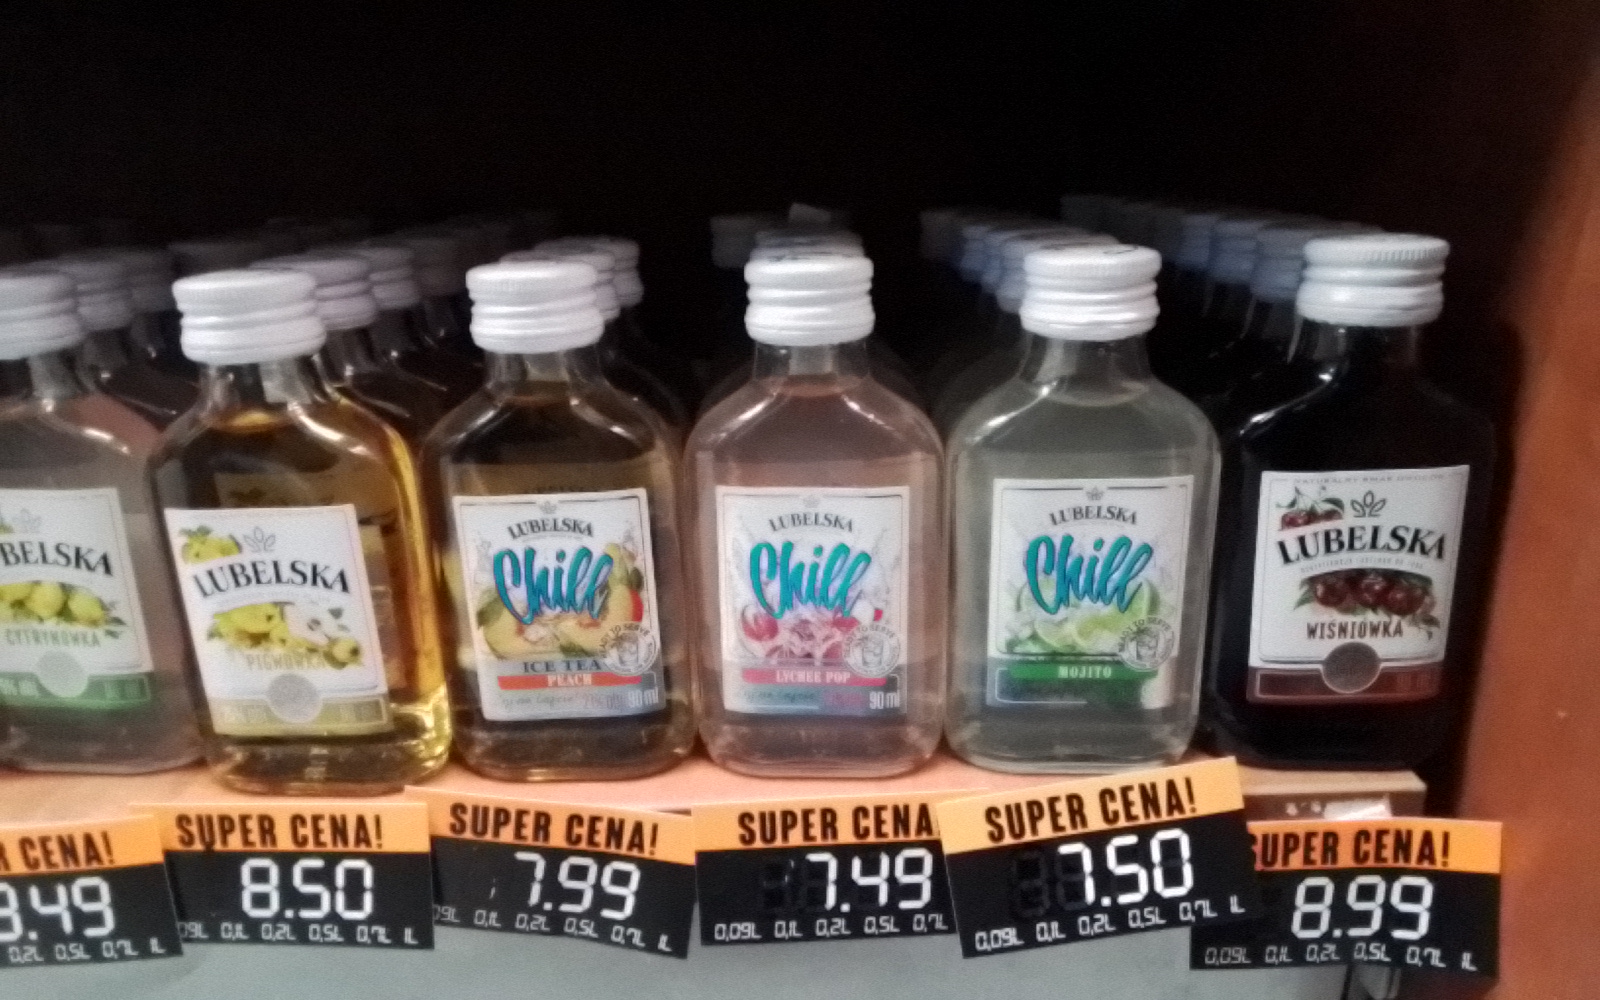 BELSKA
CYTRYNÓWKA
LUBELSKA
PIGWÓWKA
LUBELSKA
Chill
ICE TEA
PEACH
90 ml
LUBELSKA
Chill
LYCHEE POP
90 ml
LUBELSKA
Chill
MOJITO
NATURALNY SMAK OWOCÓW
LUBELSKA
WIŚNIÓWKA
R CENA!
8.49
0,2L 0,5L 0,7L 1L
SUPER CENA!
8.50
09L 0,1L 0,2L 0,5L 0,7L 1L
SUPER CENA!
7.99
09L 0,1L 0,2L 0,5L 0,7L 1L
SUPER CENA
7.49
0,09L 0,1L 0,2L 0,5L 0,7L
SUPER CENA!
7.50
0,09L 0,1L 0,2L 0,5L 0,7L 1L
SUPER CENA!
8.99
0,09L 0,1L 0,2L 0,5L 0,7L 1L